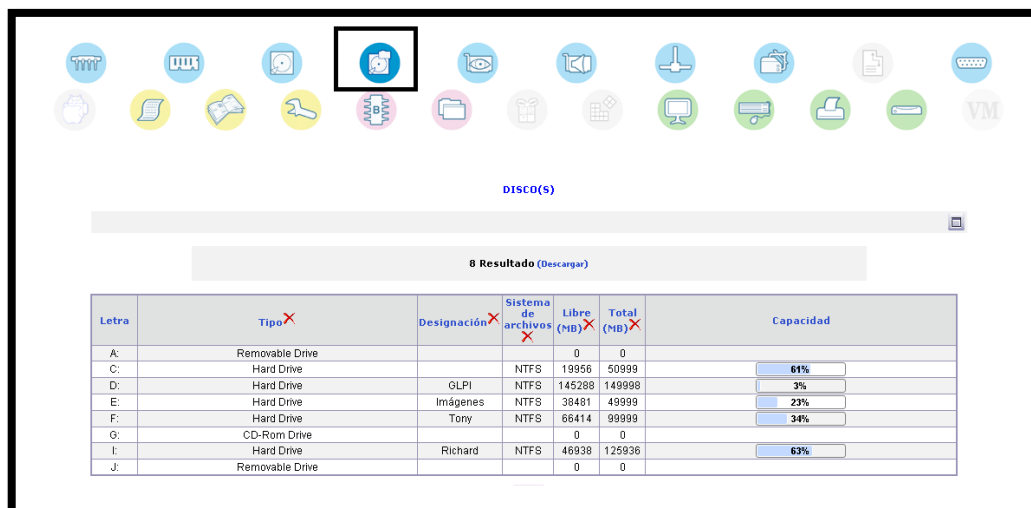 B
VM
DISCO(S)
8 Resultado (Descargar)
Letra Tipo Designación Sistema de archivos Libre (MB) Total (MB) Capacidad
A: Removable Drive 0 0
C: Hard Drive NTFS 19956 50999 61%
D: Hard Drive GLPI NTFS 145288 149998 3%
E: Hard Drive Imágenes NTFS 38481 49999 23%
F: Hard Drive Tony NTFS 66414 99999 34%
G: CD-Rom Drive 0 0
I: Hard Drive Richard NTFS 46938 125936 63%
J: Removable Drive 0 0